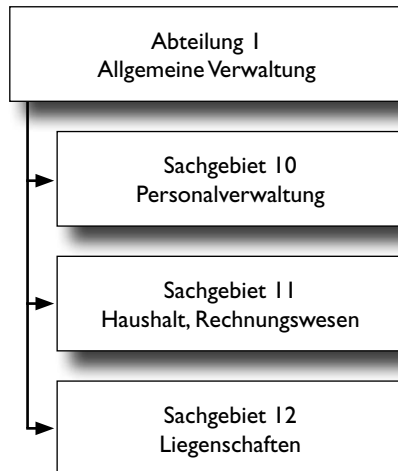 Abteilung 1
Allgemeine Verwaltung
Sachgebiet 10
Personalverwaltung
Sachgebiet 11
Haushalt, Rechnungswesen
Sachgebiet 12
Liegenschaften